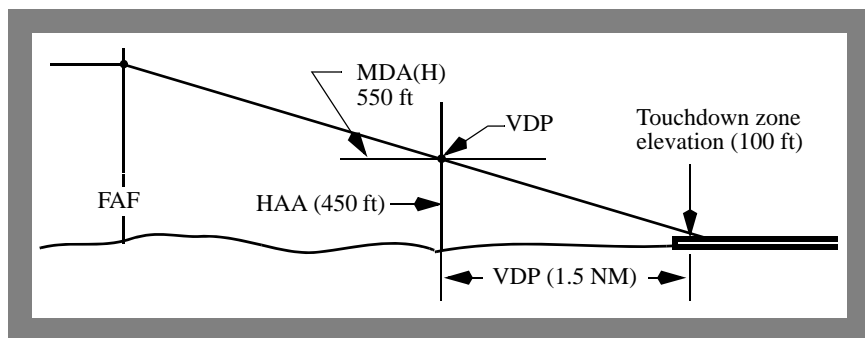 MDA(H)
550 ft
VDP
Touchdown zone
elevation (100 ft)
FAF
HAA (450 ft)
VDP (1.5 NM)